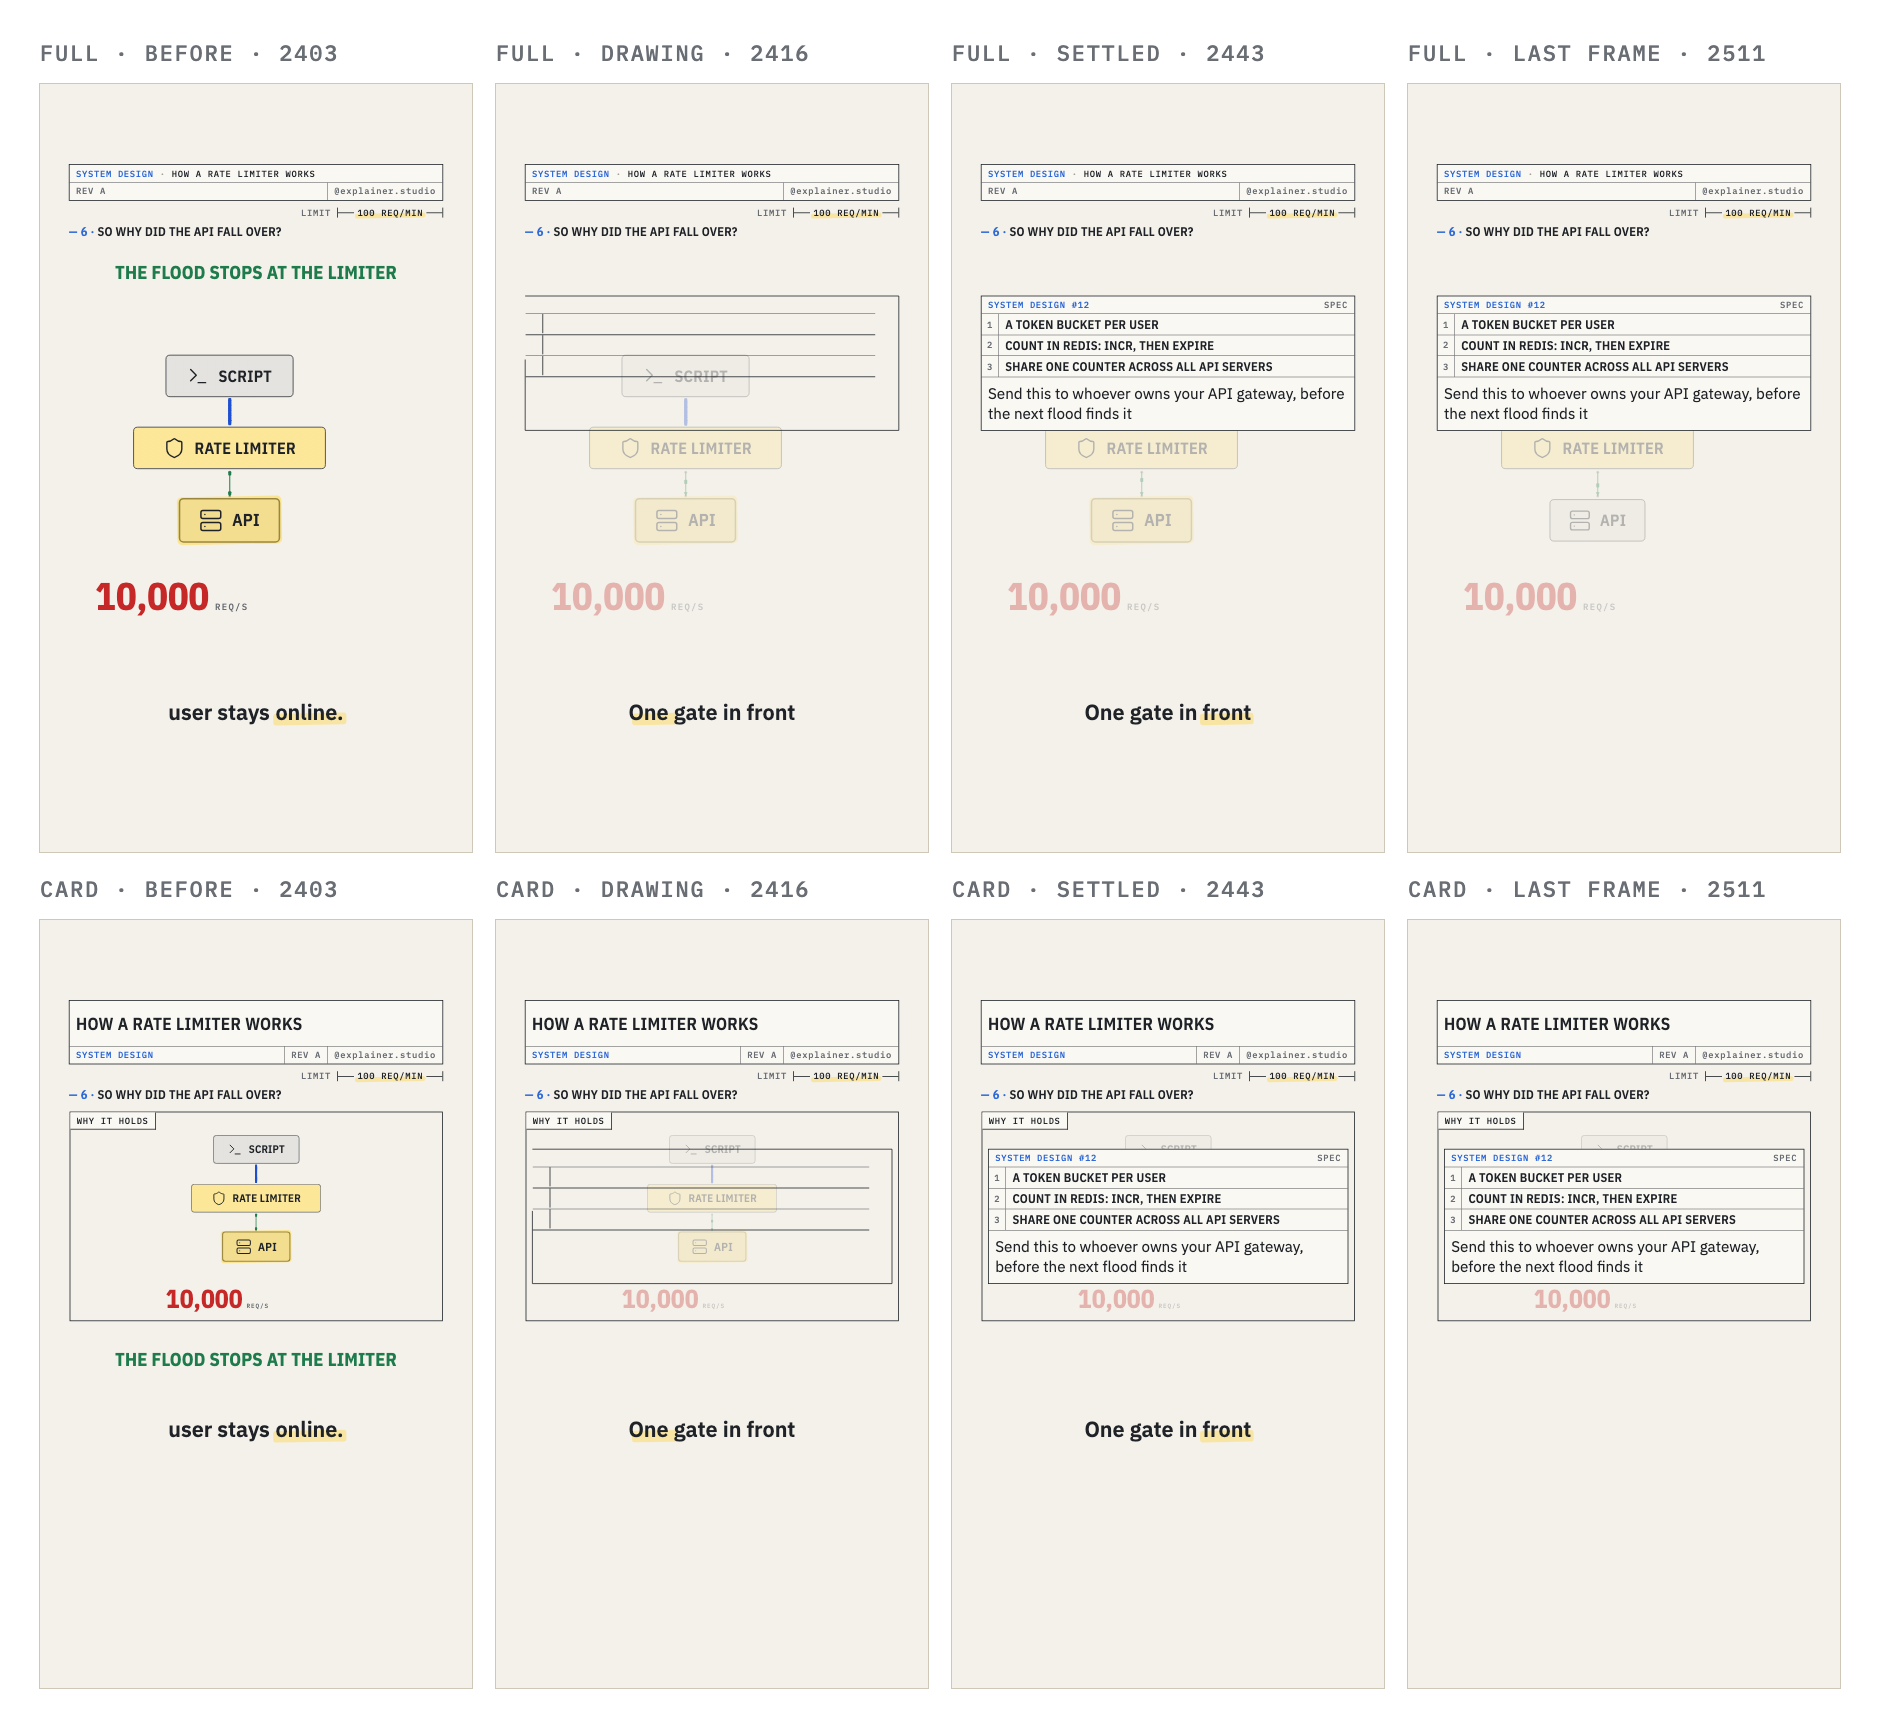 FULL · BEFORE · 2403
SYSTEM DESIGN · HOW A RATE LIMITER WORKS
REV A
@explainer.studio
LIMIT 100 REQ/MIN
— 6 · SO WHY DID THE API FALL OVER?
THE FLOOD STOPS AT THE LIMITER
>_ SCRIPT
RATE LIMITER
API
10,000 REQ/S
user stays online.
FULL · DRAWING · 2416
SYSTEM DESIGN · HOW A RATE LIMITER WORKS
REV A
@explainer.studio
LIMIT 100 REQ/MIN
— 6 · SO WHY DID THE API FALL OVER?
>_ SCRIPT
RATE LIMITER
API
10,000 REQ/S
One gate in front
FULL · SETTLED · 2443
SYSTEM DESIGN · HOW A RATE LIMITER WORKS
REV A
@explainer.studio
LIMIT 100 REQ/MIN
— 6 · SO WHY DID THE API FALL OVER?
SYSTEM DESIGN #12
SPEC
1 A TOKEN BUCKET PER USER
2 COUNT IN REDIS: INCR, THEN EXPIRE
3 SHARE ONE COUNTER ACROSS ALL API SERVERS
Send this to whoever owns your API gateway, before
the next flood finds it
RATE LIMITER
API
10,000 REQ/S
One gate in front
FULL · LAST FRAME · 2511
SYSTEM DESIGN · HOW A RATE LIMITER WORKS
REV A
@explainer.studio
LIMIT 100 REQ/MIN
— 6 · SO WHY DID THE API FALL OVER?
SYSTEM DESIGN #12
SPEC
1 A TOKEN BUCKET PER USER
2 COUNT IN REDIS: INCR, THEN EXPIRE
3 SHARE ONE COUNTER ACROSS ALL API SERVERS
Send this to whoever owns your API gateway, before
the next flood finds it
RATE LIMITER
API
10,000 REQ/S
CARD · BEFORE · 2403
HOW A RATE LIMITER WORKS
SYSTEM DESIGN
REV A
@explainer.studio
LIMIT 100 REQ/MIN
— 6 · SO WHY DID THE API FALL OVER?
WHY IT HOLDS
>_ SCRIPT
RATE LIMITER
API
10,000 REQ/S
THE FLOOD STOPS AT THE LIMITER
user stays online.
CARD · DRAWING · 2416
HOW A RATE LIMITER WORKS
SYSTEM DESIGN
REV A
@explainer.studio
LIMIT 100 REQ/MIN
— 6 · SO WHY DID THE API FALL OVER?
WHY IT HOLDS
>_ SCRIPT
RATE LIMITER
API
10,000 REQ/S
One gate in front
CARD · SETTLED · 2443
HOW A RATE LIMITER WORKS
SYSTEM DESIGN
REV A
@explainer.studio
LIMIT 100 REQ/MIN
— 6 · SO WHY DID THE API FALL OVER?
WHY IT HOLDS
SCRIPT
SYSTEM DESIGN #12
SPEC
1 A TOKEN BUCKET PER USER
2 COUNT IN REDIS: INCR, THEN EXPIRE
3 SHARE ONE COUNTER ACROSS ALL API SERVERS
Send this to whoever owns your API gateway,
before the next flood finds it
10,000 REQ/S
One gate in front
CARD · LAST FRAME · 2511
HOW A RATE LIMITER WORKS
SYSTEM DESIGN
REV A
@explainer.studio
LIMIT 100 REQ/MIN
— 6 · SO WHY DID THE API FALL OVER?
WHY IT HOLDS
SCRIPT
SYSTEM DESIGN #12
SPEC
1 A TOKEN BUCKET PER USER
2 COUNT IN REDIS: INCR, THEN EXPIRE
3 SHARE ONE COUNTER ACROSS ALL API SERVERS
Send this to whoever owns your API gateway,
before the next flood finds it
10,000 REQ/S